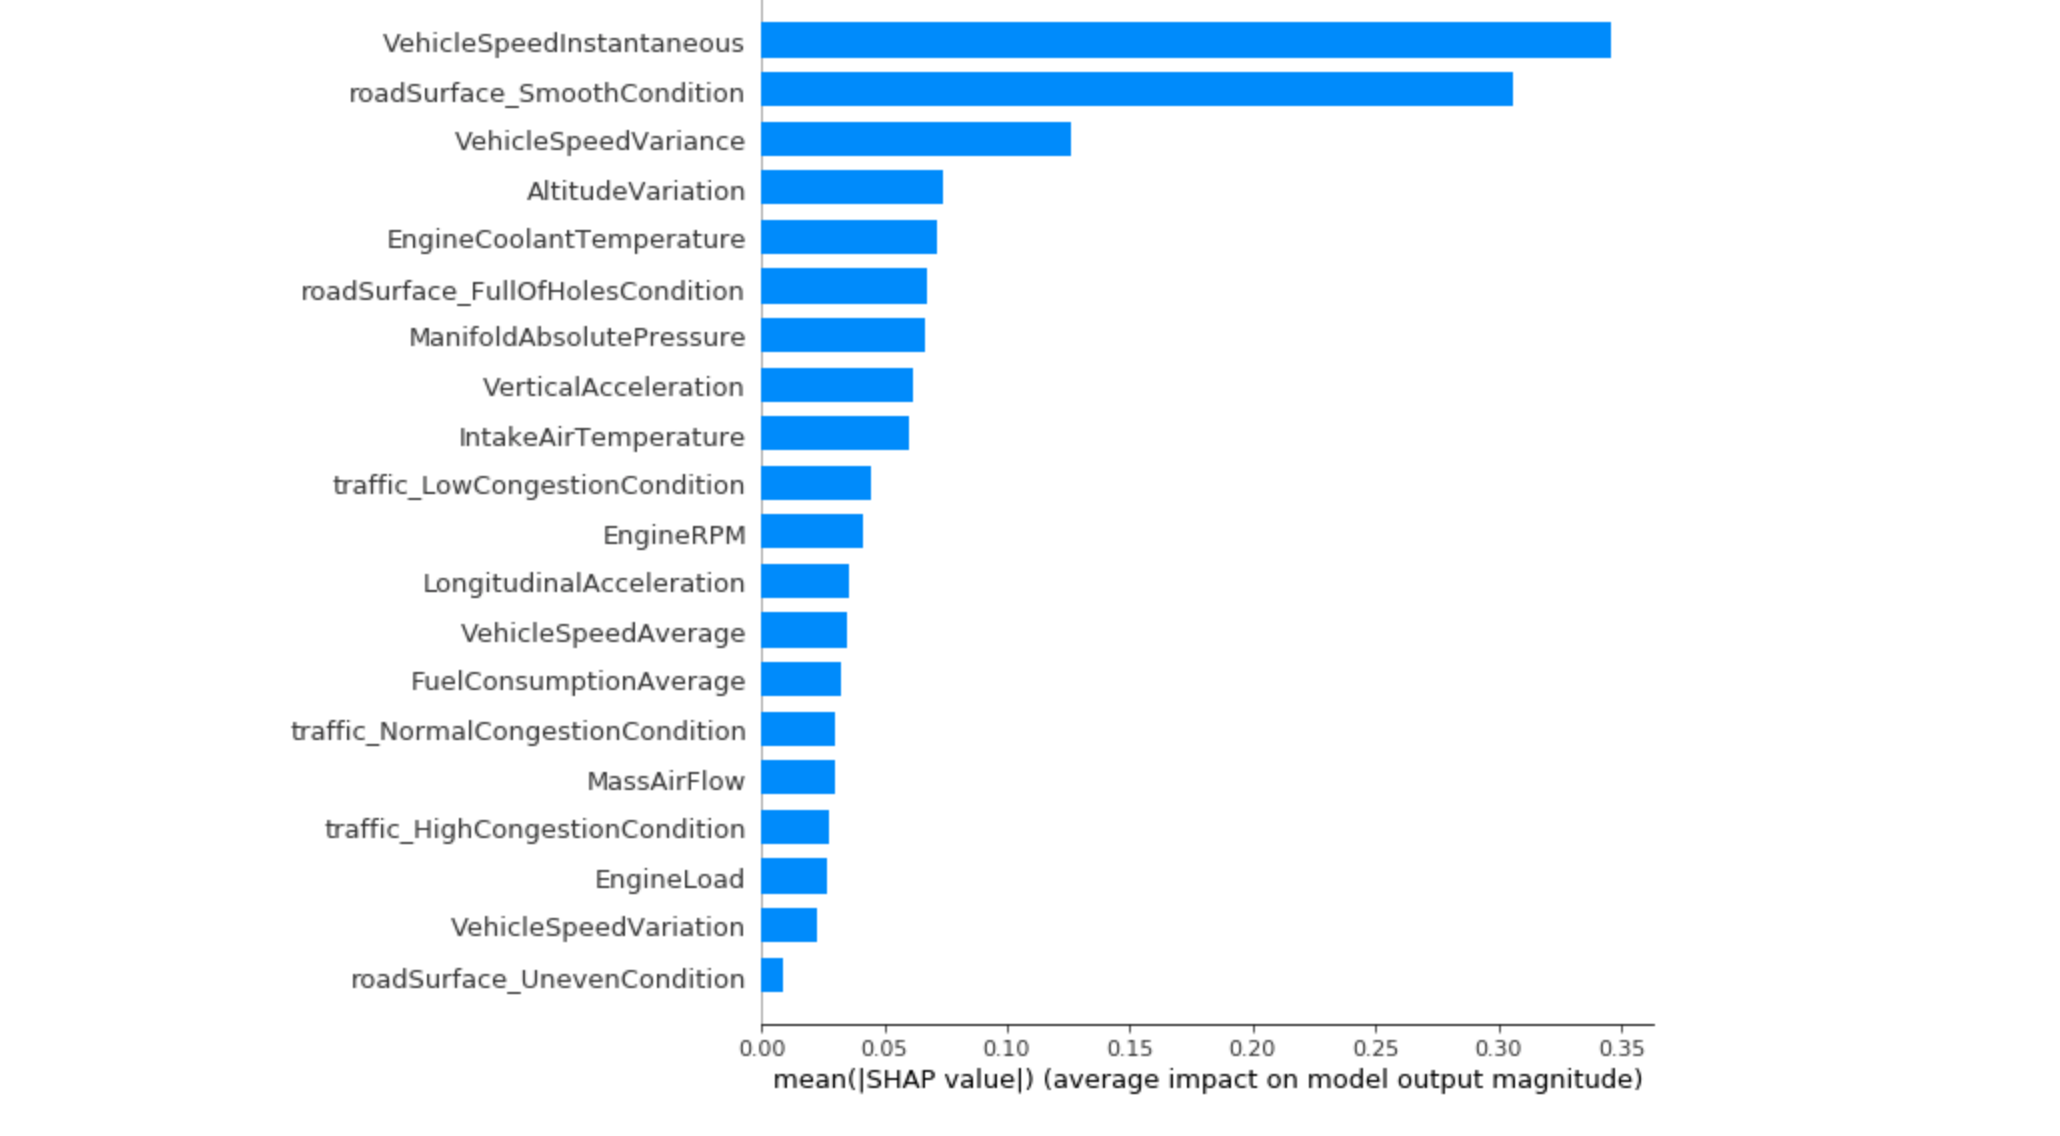 VehicleSpeedInstantaneous
roadSurface_SmoothCondition
VehicleSpeedVariance
AltitudeVariation
EngineCoolantTemperature
roadSurface_FullOfHolesCondition
ManifoldAbsolutePressure
VerticalAcceleration
IntakeAirTemperature
traffic_LowCongestionCondition
EngineRPM
LongitudinalAcceleration
VehicleSpeedAverage
FuelConsumptionAverage
traffic_NormalCongestionCondition
MassAirFlow
traffic_HighCongestionCondition
EngineLoad
VehicleSpeedVariation
roadSurface_UnevenCondition
0.00 0.05 0.10 0.15 0.20 0.25 0.30 0.35
mean(|SHAP value|) (average impact on model output magnitude)